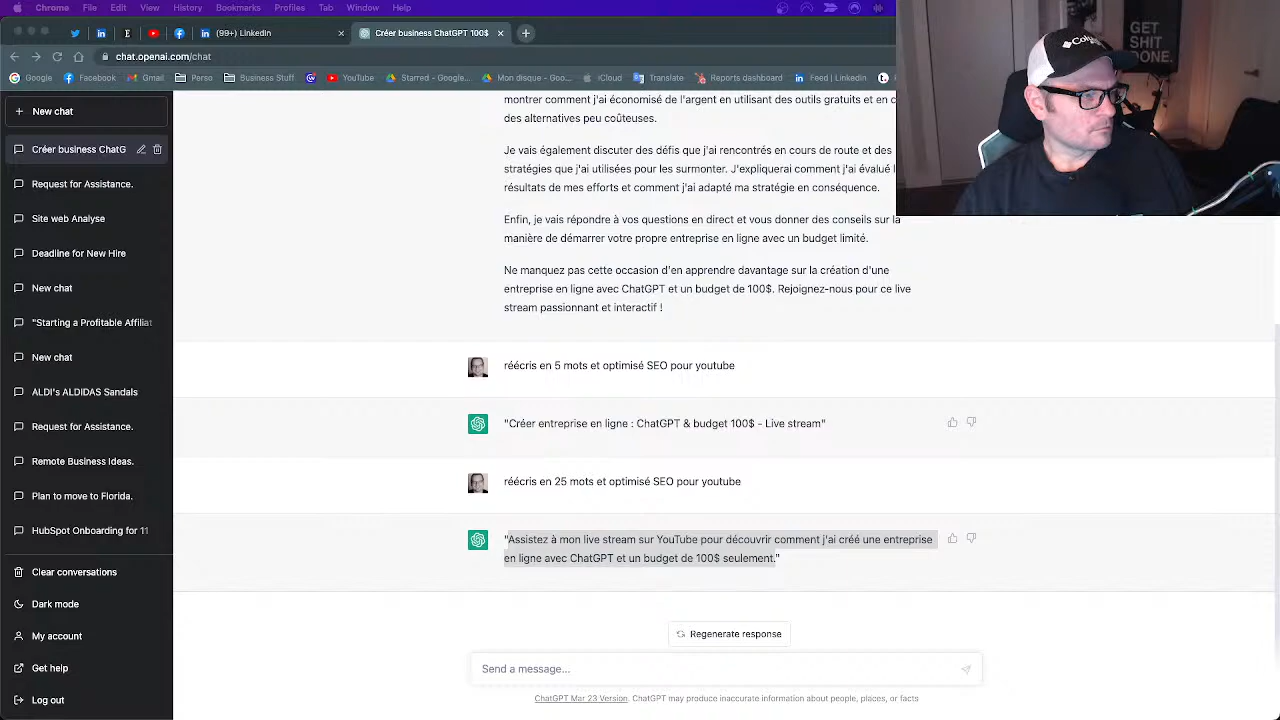 Chrome File Edit View History Bookmarks Profiles Tab Window Help
(99+) LinkedIn
Créer business ChatGPT 100$
chat.openai.com/chat
Google Facebook Gmail Perso Business Stuff YouTube Starred - Google... Mon disque - Goo... iCloud Translate Reports dashboard Feed | LinkedIn
GET
SHIT
DONE.
New chat
Créer business ChatG
Request for Assistance.
Site web Analyse
Deadline for New Hire
New chat
"Starting a Profitable Affiliat
New chat
ALDI's ALDIDAS Sandals
Request for Assistance.
Remote Business Ideas.
Plan to move to Florida.
HubSpot Onboarding for 11
Clear conversations
Dark mode
My account
Get help
Log out
montrer comment j'ai économisé de l'argent en utilisant des outils gratuits et en c
des alternatives peu coûteuses.
Je vais également discuter des défis que j'ai rencontrés en cours de route et des
stratégies que j'ai utilisées pour les surmonter. J'expliquerai comment j'ai évalué l
résultats de mes efforts et comment j'ai adapté ma stratégie en conséquence.
Enfin, je vais répondre à vos questions en direct et vous donner des conseils sur la
manière de démarrer votre propre entreprise en ligne avec un budget limité.
Ne manquez pas cette occasion d'en apprendre davantage sur la création d'une
entreprise en ligne avec ChatGPT et un budget de 100$. Rejoignez-nous pour ce live
stream passionnant et interactif !
réécris en 5 mots et optimisé SEO pour youtube
"Créer entreprise en ligne : ChatGPT & budget 100$ - Live stream"
réécris en 25 mots et optimisé SEO pour youtube
"Assistez à mon live stream sur YouTube pour découvrir comment j'ai créé une entreprise
en ligne avec ChatGPT et un budget de 100$ seulement."
Regenerate response
Send a message...
ChatGPT Mar 23 Version. ChatGPT may produce inaccurate information about people, places, or facts